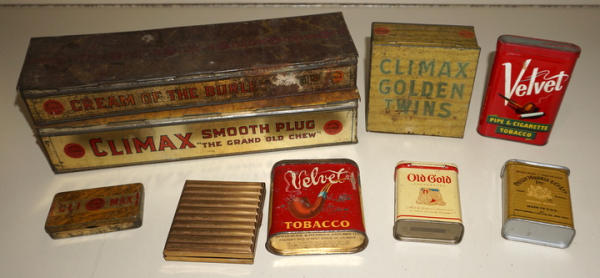 CREAM OF THE
CLIMAX SMOOTH PLUG
"THE GRAND OLD CHEW"
CLIMAX
GOLDEN
TWINS
Velvet
PIPE & CIGARETTE
TOBACCO
CLIMAX
Velvet
TOBACCO
Old Gold